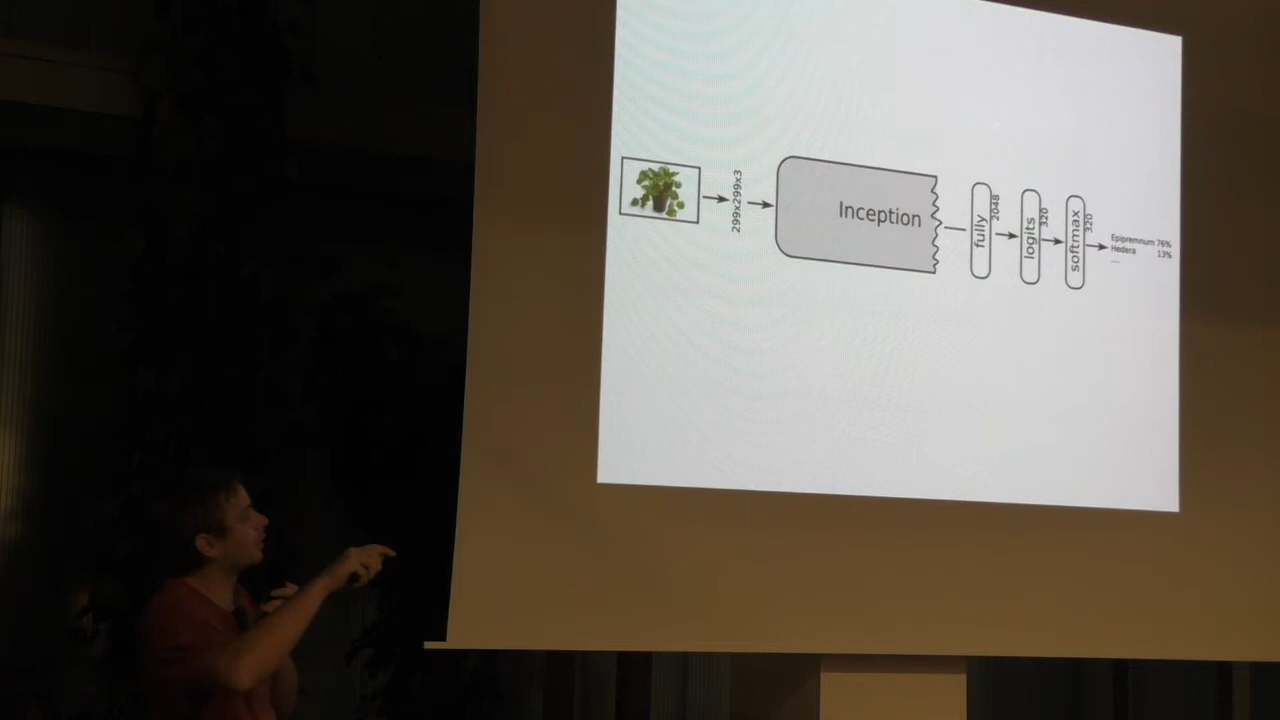 299x299x3
Inception
fully
2048
logits
320
softmax
320
Epipremnum 76%
Hedera 13%
....